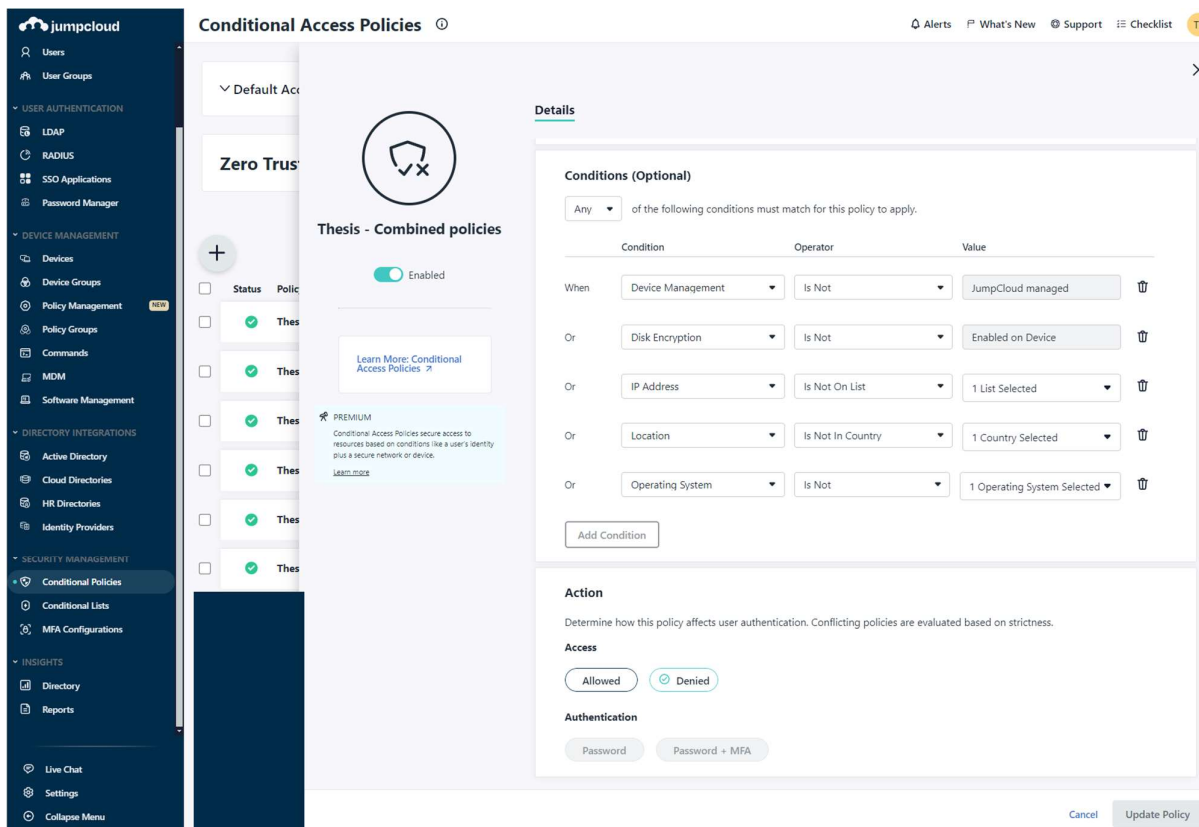 jumpcloud
Users
User Groups
USER AUTHENTICATION
LDAP
RADIUS
SSO Applications
Password Manager
DEVICE MANAGEMENT
Devices
Device Groups
Policy Management NEW
Policy Groups
Commands
MDM
Software Management
DIRECTORY INTEGRATIONS
Active Directory
Cloud Directories
HR Directories
Identity Providers
SECURITY MANAGEMENT
Conditional Policies
Conditional Lists
MFA Configurations
INSIGHTS
Directory
Reports
Live Chat
Settings
Collapse Menu
Conditional Access Policies
Alerts What's New Support Checklist T
Default Acc
Zero Trus
Status Polic
Thes
Thes
Thes
Thes
Thes
Thes
Thesis - Combined policies
Enabled
Learn More: Conditional
Access Policies
PREMIUM
Conditional Access Policies secure access to
resources based on conditions like a user's identity
plus a secure network or device.
Learn more
Details
Conditions (Optional)
Any of the following conditions must match for this policy to apply.
Condition Operator Value
When Device Management Is Not JumpCloud managed
Or Disk Encryption Is Not Enabled on Device
Or IP Address Is Not On List 1 List Selected
Or Location Is Not In Country 1 Country Selected
Or Operating System Is Not 1 Operating System Selected
Add Condition
Action
Determine how this policy affects user authentication. Conflicting policies are evaluated based on strictness.
Access
Allowed Denied
Authentication
Password Password + MFA
Cancel Update Policy